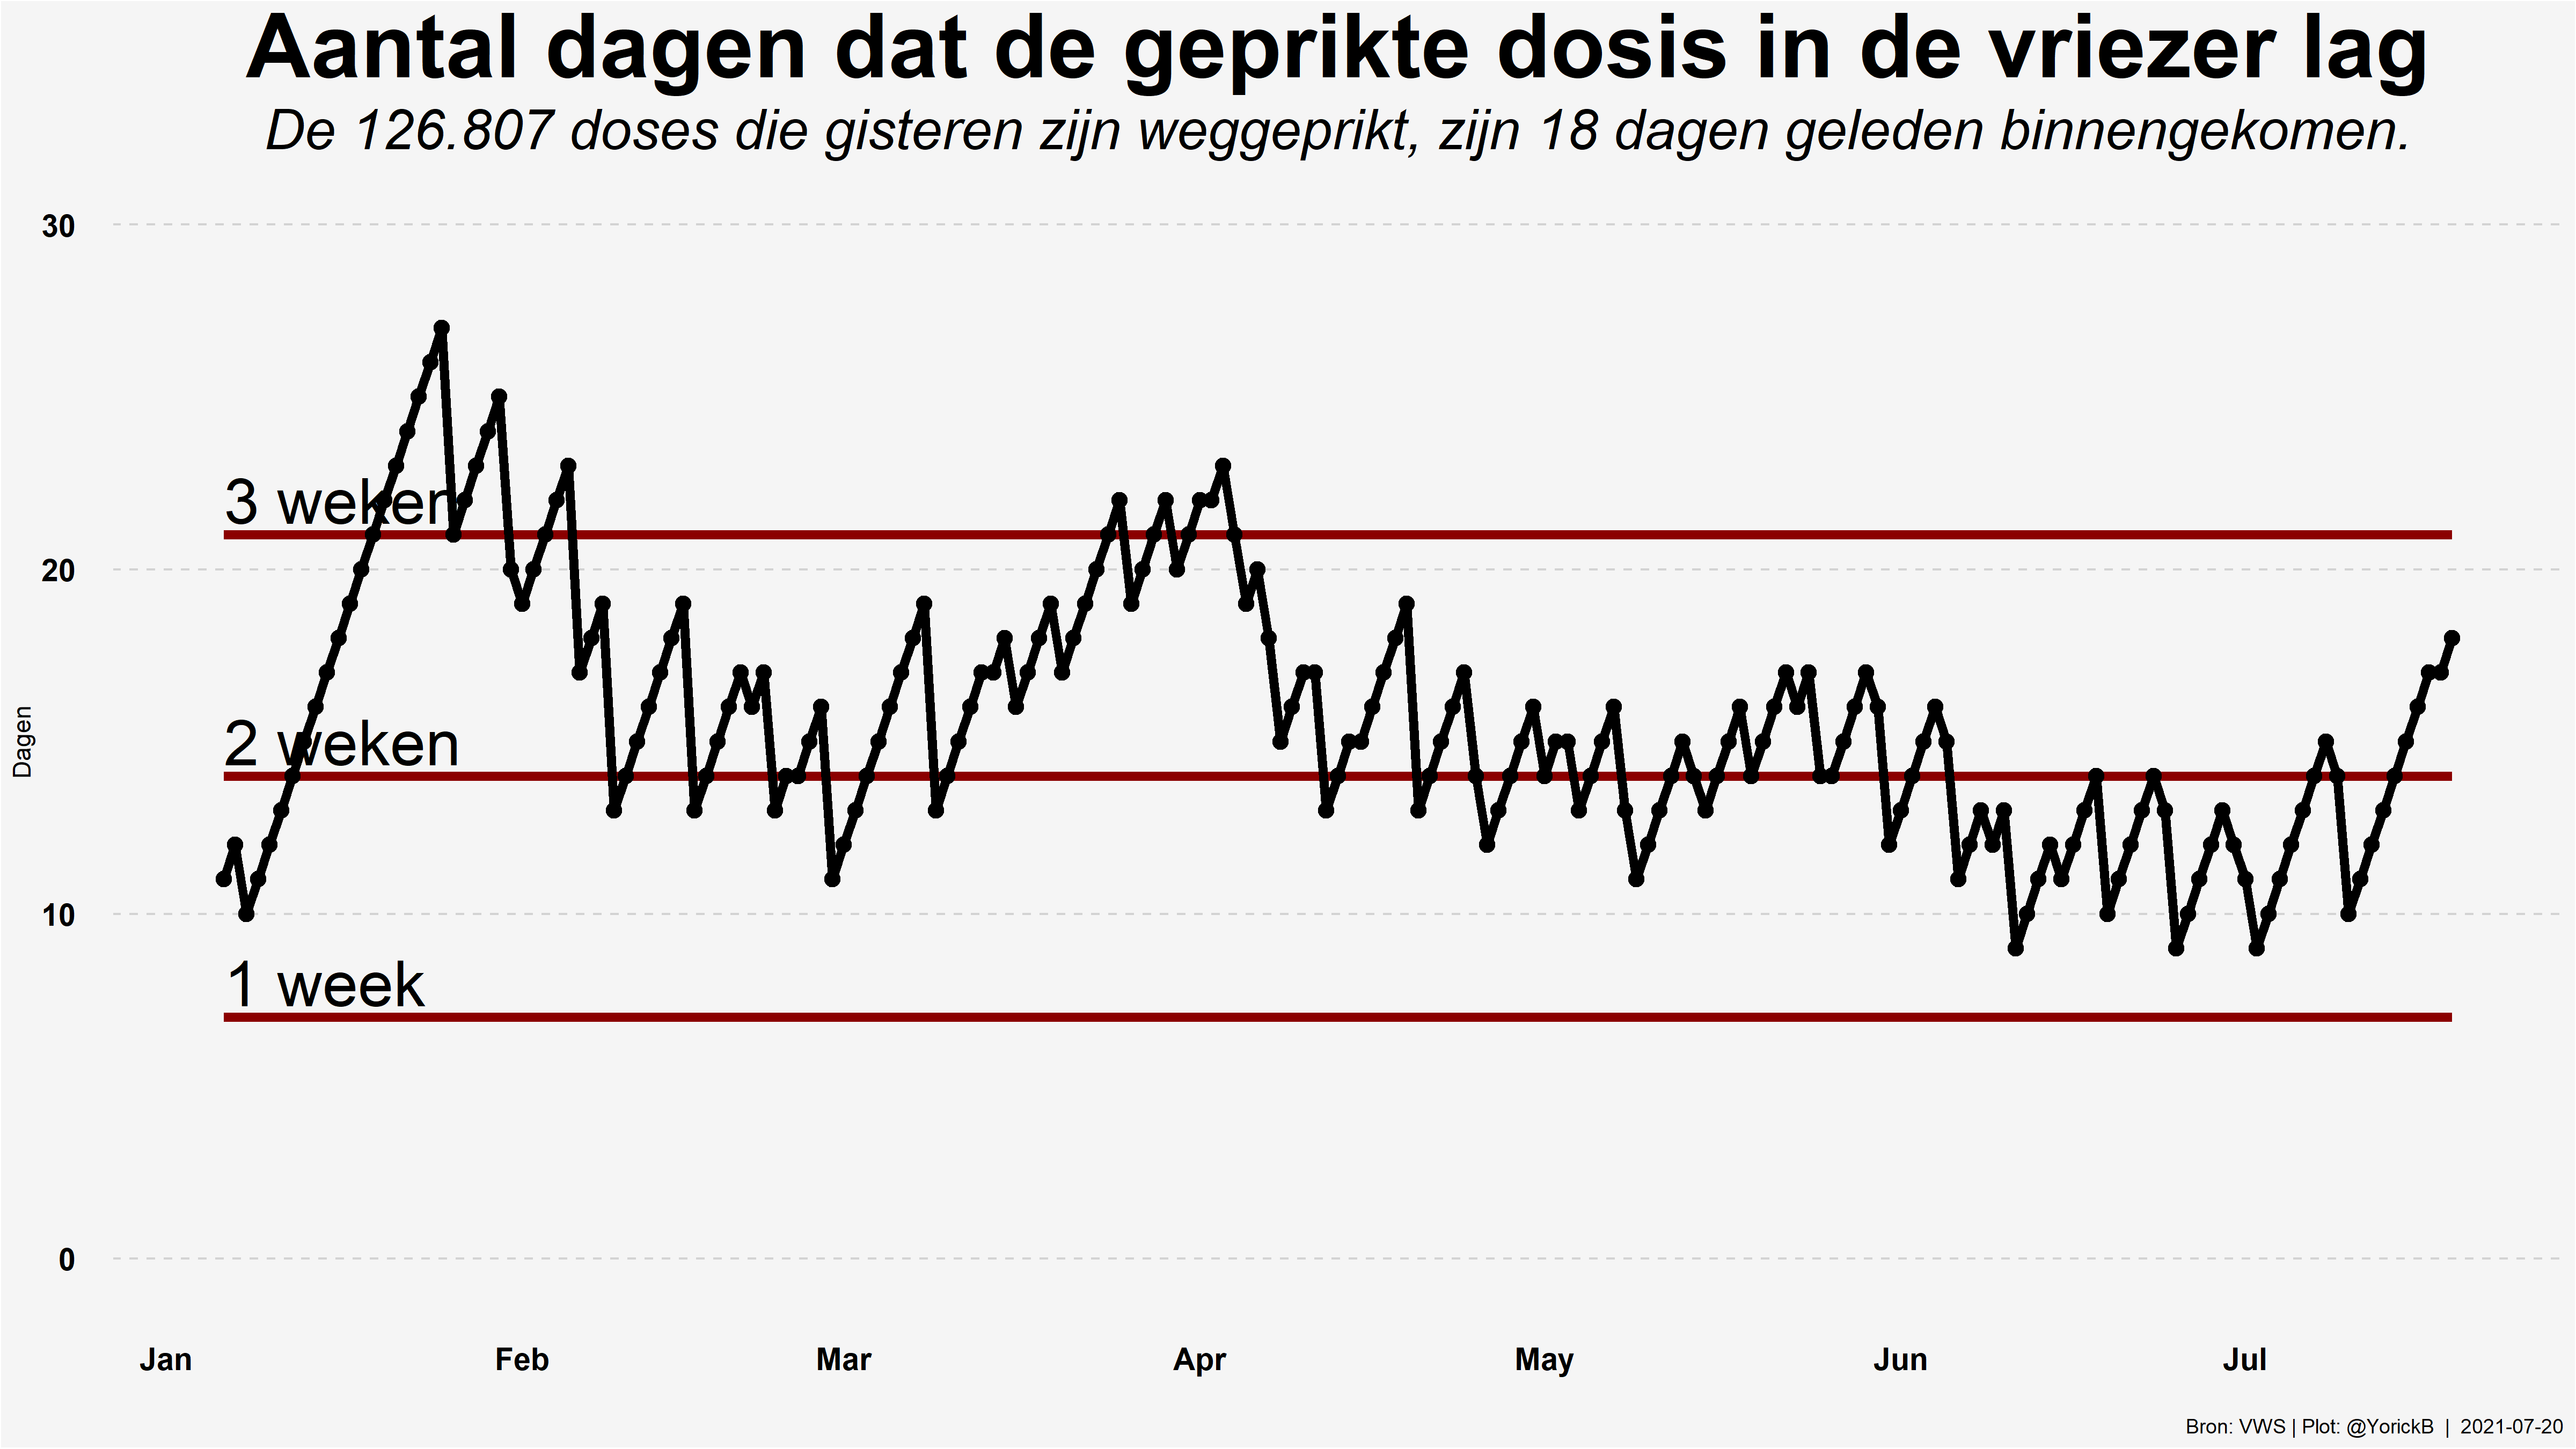 Aantal dagen dat de geprikte dosis in de vriezer lag
De 126.807 doses die gisteren zijn weggeprikt, zijn 18 dagen geleden binnengekomen.
30
3 weken
20
2 weken
Dagen
10
1 week
0
Jan Feb Mar Apr May Jun Jul
Bron: VWS | Plot: @YorickB | 2021-07-20